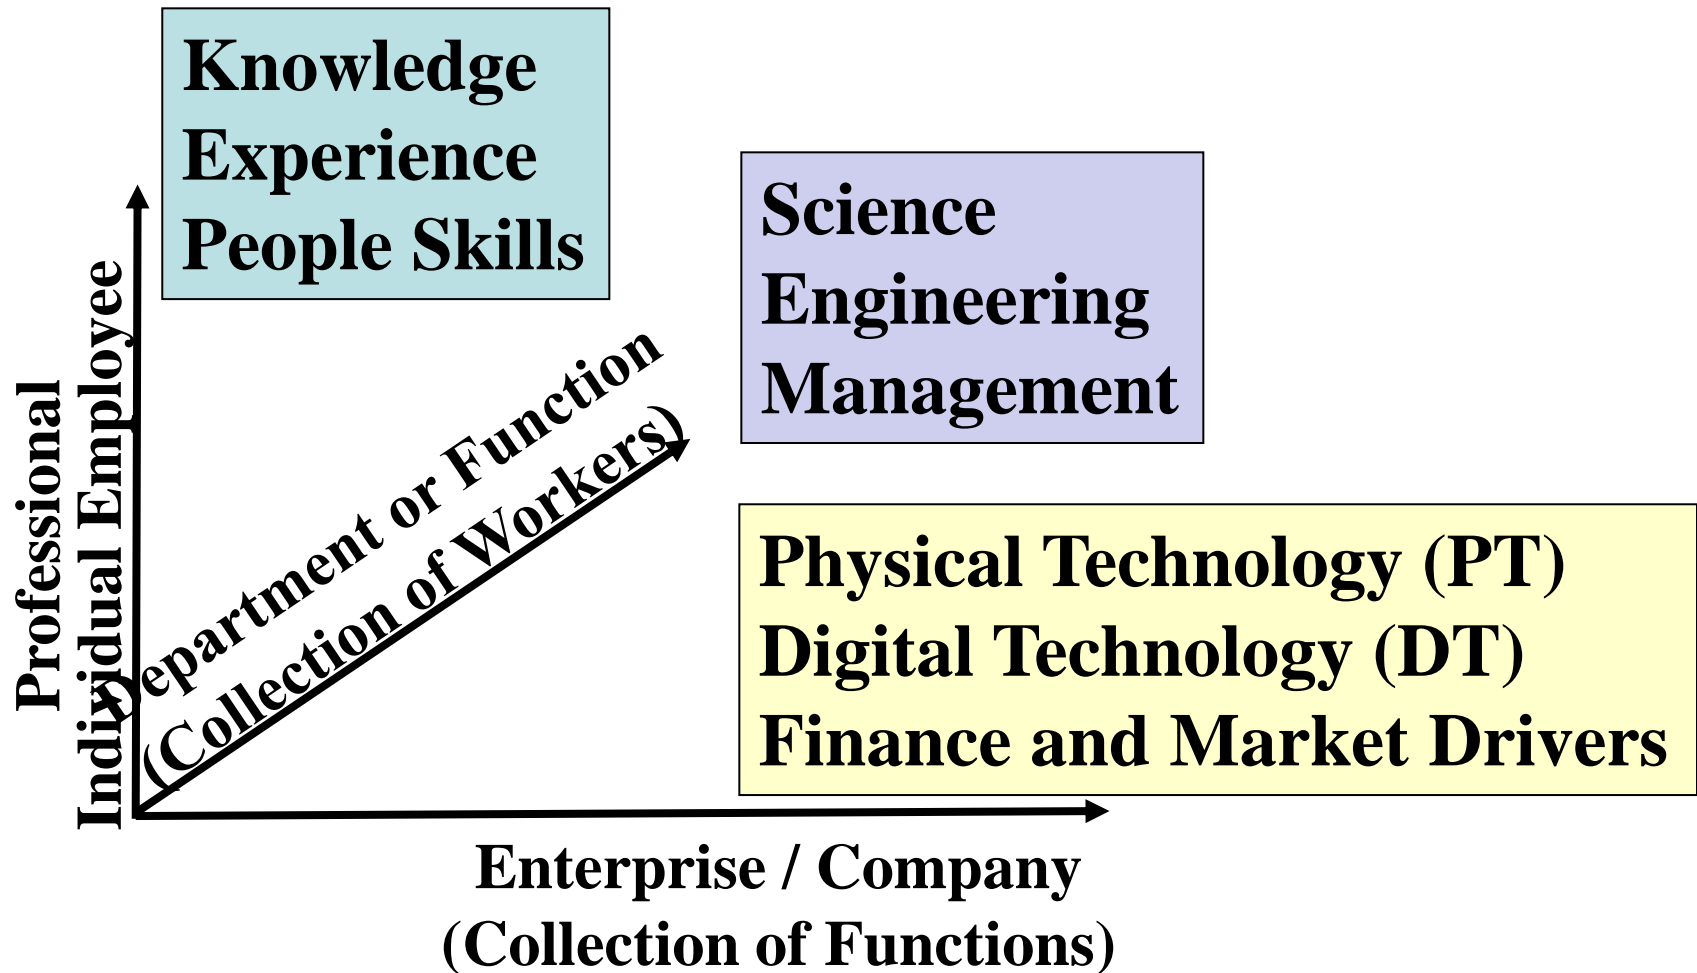 Knowledge
Experience
People Skills
Science
Engineering
Management
Professional
Individual Employee
Department or Function
(Collection of Workers)
Physical Technology (PT)
Digital Technology (DT)
Finance and Market Drivers
Enterprise / Company
(Collection of Functions)